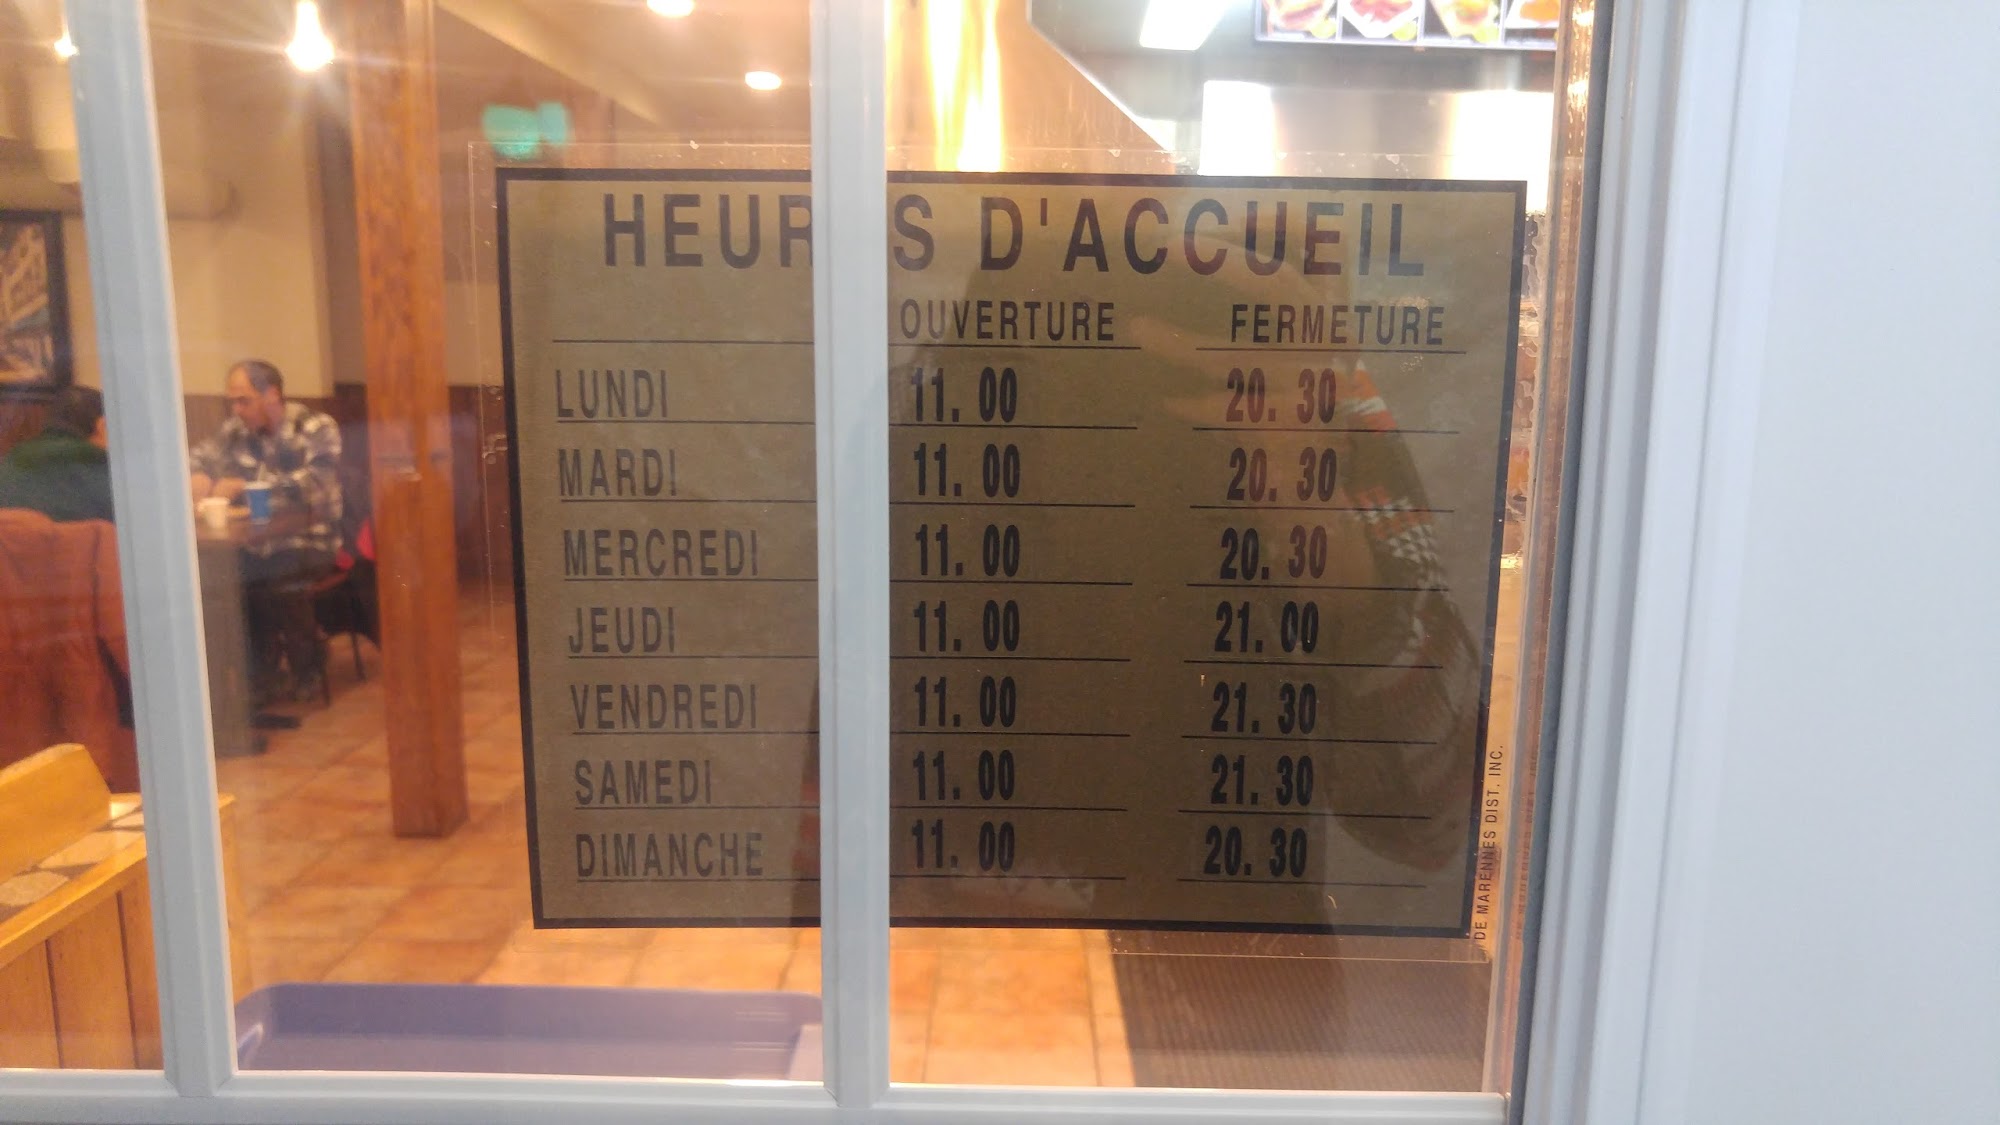 HEURES D'ACCUEIL
OUVERTURE FERMETURE
LUNDI 11. 00 20. 30
MARDI 11. 00 20. 30
MERCREDI 11. 00 20. 30
JEUDI 11. 00 21. 00
VENDREDI 11. 00 21. 30
SAMEDI 11. 00 21. 30
DIMANCHE 11. 00 20. 30
DE MARENNES DIST. INC.